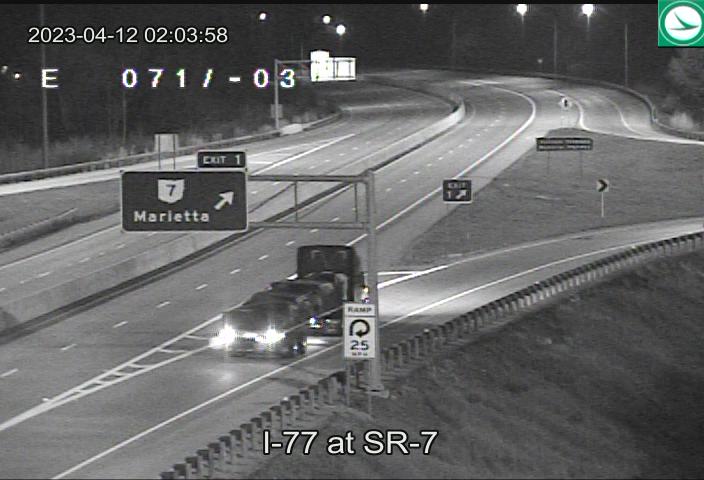 2023-04-12 02:03:58
E 071/-03
EXIT 1
7
Marietta
EXIT
1
RAMP
25
MPH
I-77 at SR-7